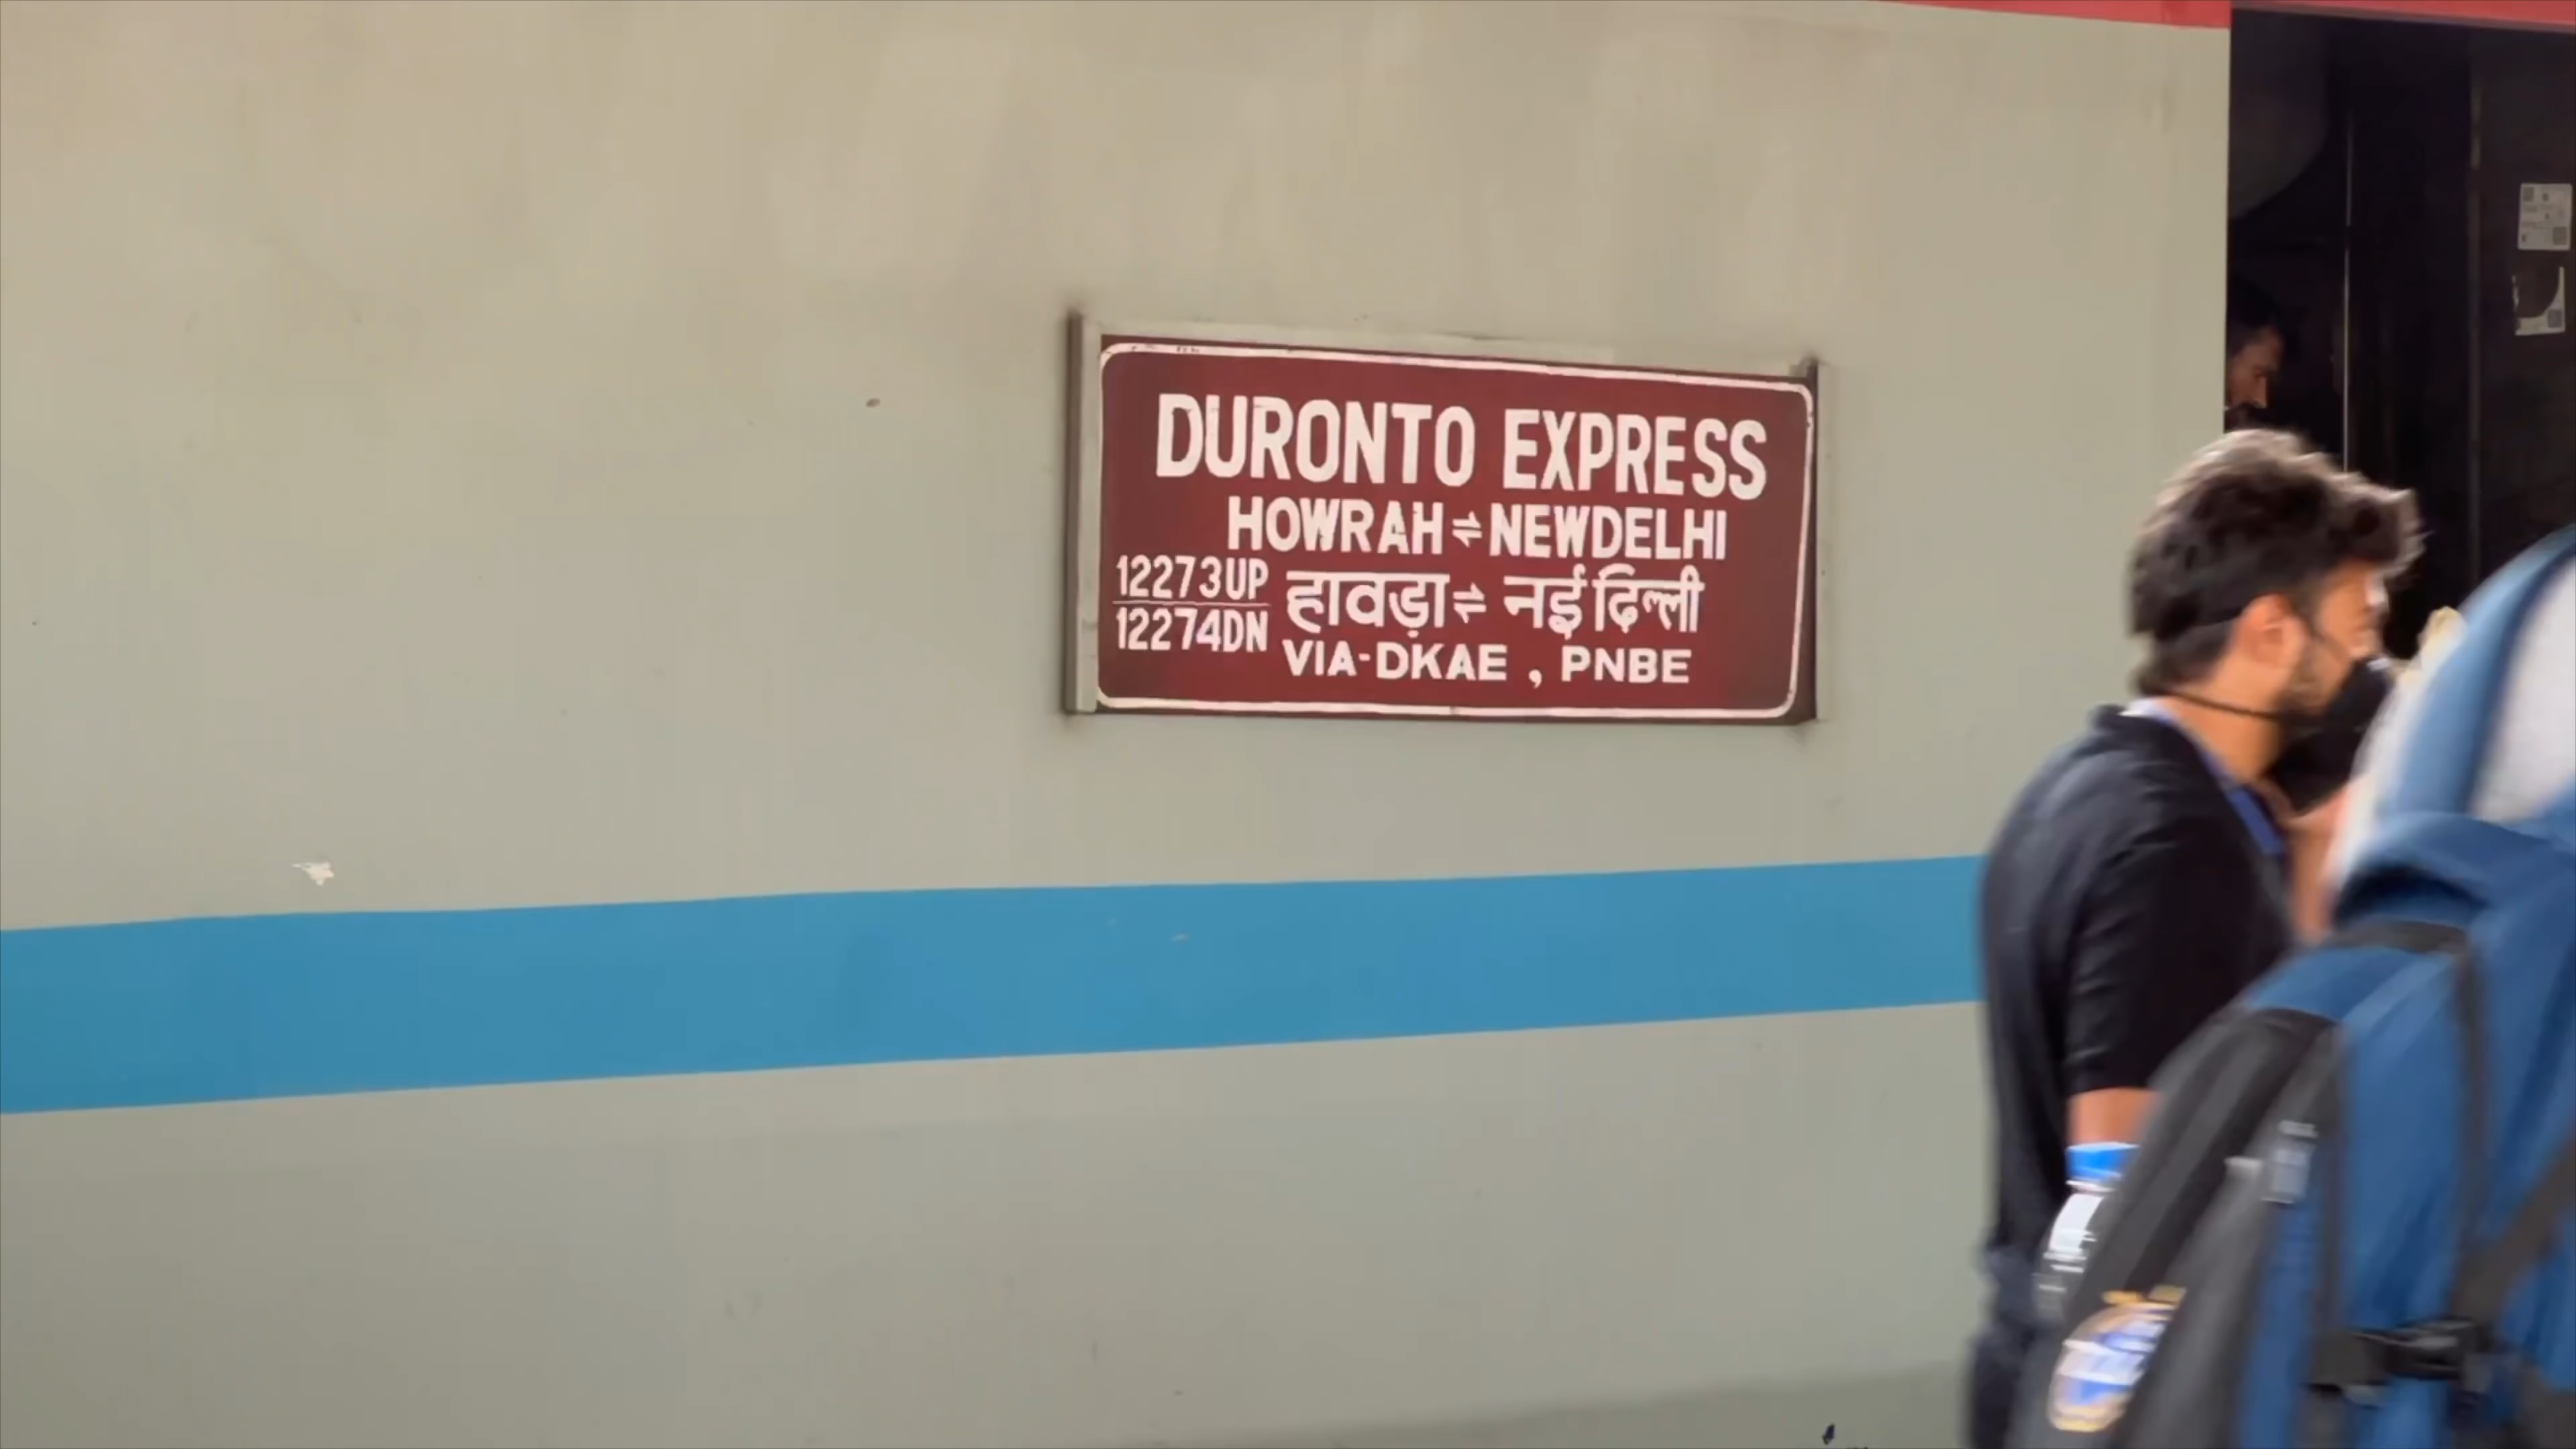 DURONTO EXPRESS
HOWRAH ⇌ NEWDELHI
12273UP
12274DN
हावड़ा ⇌ नई दिल्ली
VIA-DKAE , PNBE